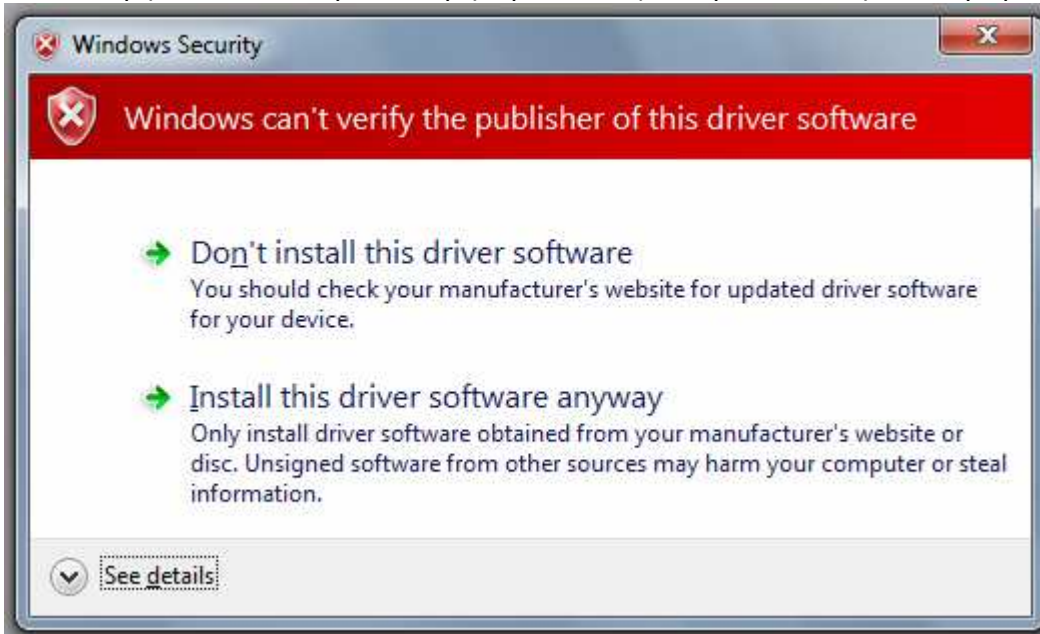 Windows Security
Windows can't verify the publisher of this driver software
Don't install this driver software
You should check your manufacturer's website for updated driver software
for your device.
Install this driver software anyway
Only install driver software obtained from your manufacturer's website or
disc. Unsigned software from other sources may harm your computer or steal
information.
See details